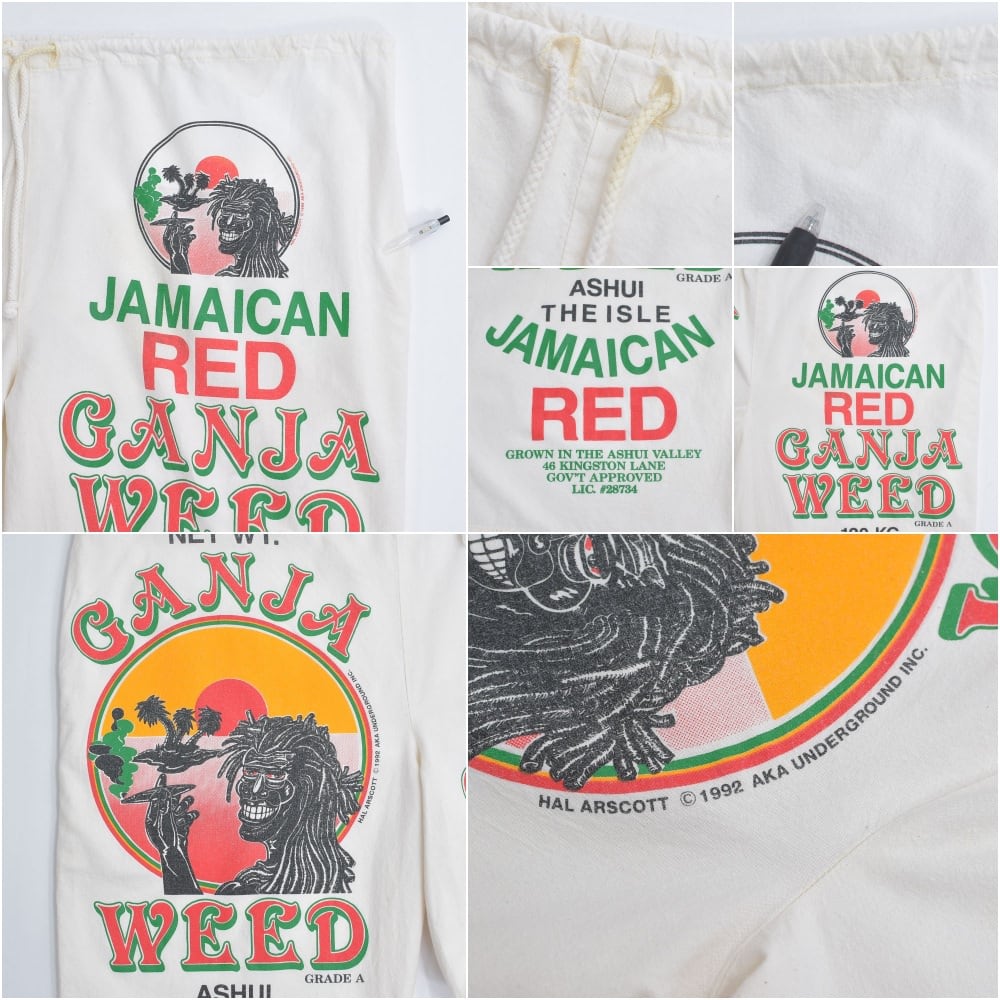 JAMAICAN
RED
GANJA
WEED
GRADE A
ASHUI
THE ISLE
JAMAICAN
RED
GROWN IN THE ASHUI VALLEY
46 KINGSTON LANE
GOV'T APPROVED
LIC. #28734
JAMAICAN
RED
GANJA
WEED
GRADE A
NET WT.
GANJA
HAL ARSCOTT ©1992 AKA UNDERGROUND INC.
WEED
GRADE A
ASHUI
HAL ARSCOTT ©1992 AKA UNDERGROUND INC.